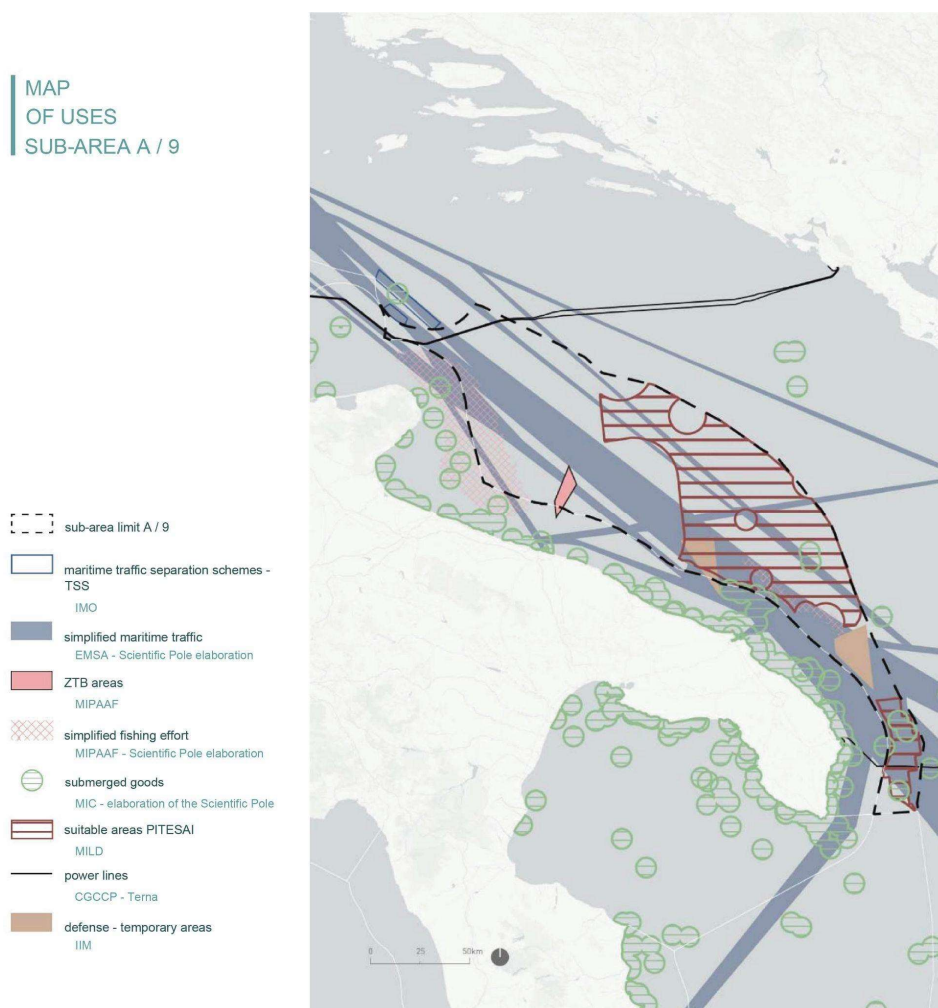 MAP
OF USES
SUB-AREA A / 9
sub-area limit A / 9
maritime traffic separation schemes -
TSS
IMO
simplified maritime traffic
EMSA - Scientific Pole elaboration
ZTB areas
MIPAAF
simplified fishing effort
MIPAAF - Scientific Pole elaboration
submerged goods
MIC - elaboration of the Scientific Pole
suitable areas PITESAI
MILD
power lines
CGCCP - Terna
defense - temporary areas
IIM
0 25 50km